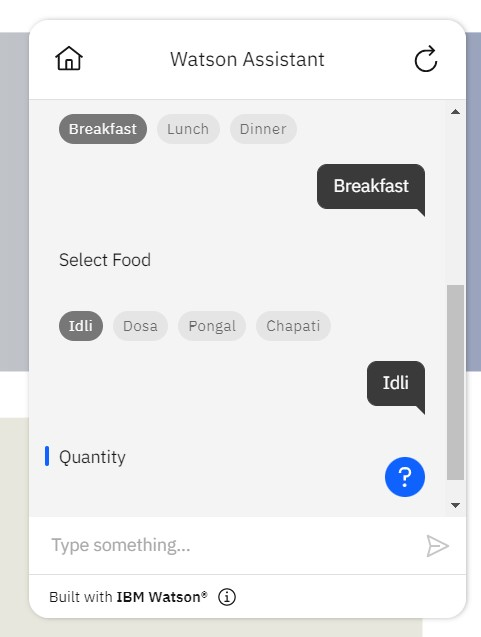 Watson Assistant
Breakfast Lunch Dinner
Breakfast
Select Food
Idli Dosa Pongal Chapati
Idli
Quantity
?
Type something...
Built with IBM Watson®